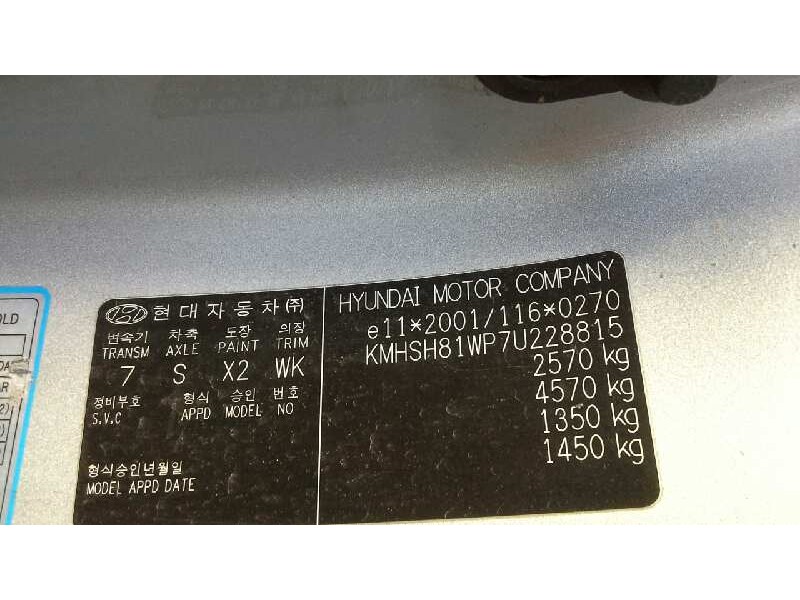 현대자동차(주)
변속기 차축 도장 의장
TRANSM AXLE PAINT TRIM
7 S X2 WK
정비부호 형식 승인 번호
S.V.C APPD MODEL NO
형식승인년월일
MODEL APPD DATE
HYUNDAI MOTOR COMPANY
e11*2001/116*0270
KMHSH81WP7U228815
2570 kg
4570 kg
1350 kg
1450 kg
OLD